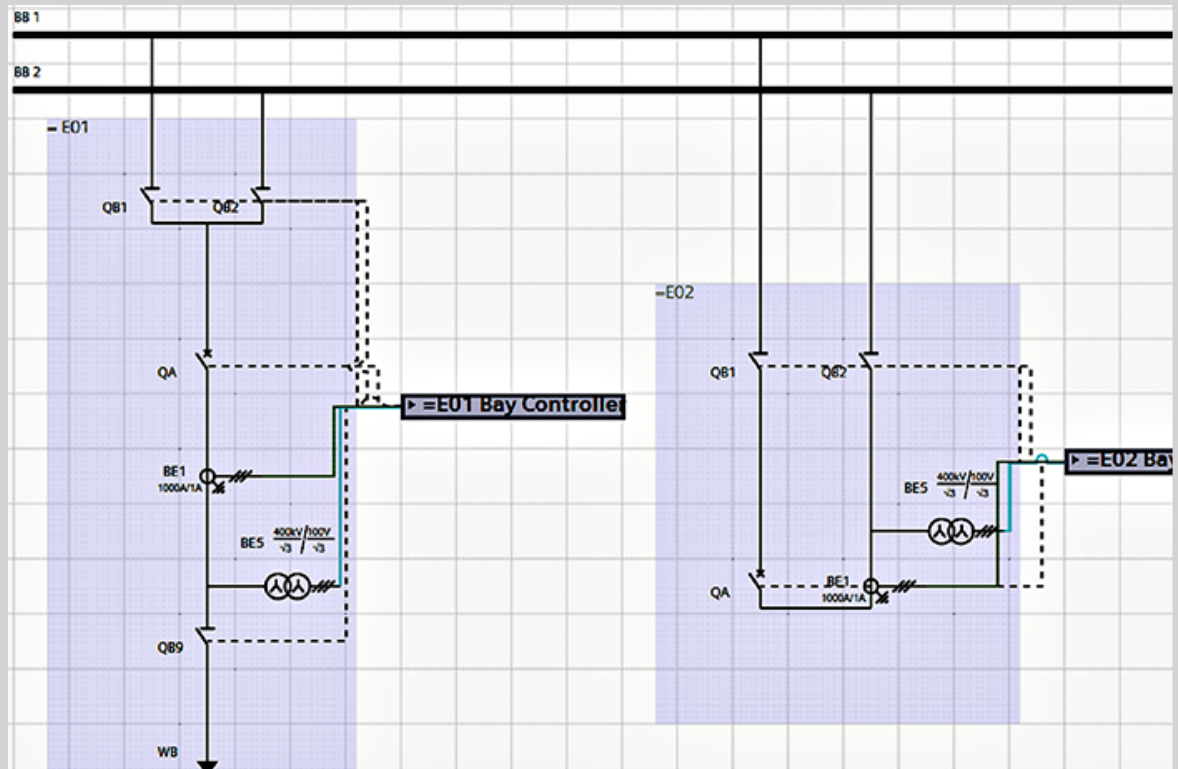 BB 1
BB 2
= E01
QB1
QB2
=E02
QA
QB1
QB2
=E01 Bay Controller
BE1
1000A/1A
=E02 Bay
BE5 400kV/√3 / 100V/√3
BE5 400kV/√3 / 100V/√3
QA
BE1
1000A/1A
QB9
WB